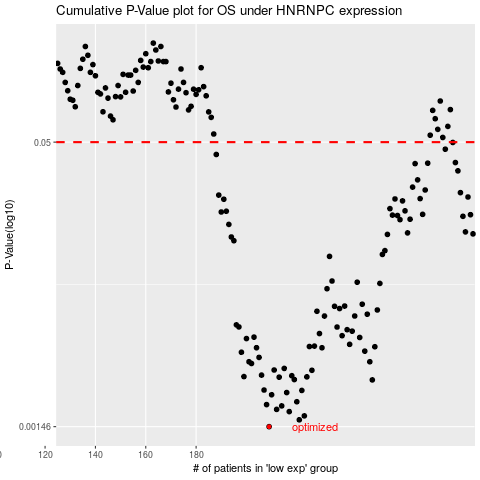 Cumulative P-Value plot for OS under HNRNPC expression
P-Value(log10)
0.05
0.00146
optimized
0 120 140 160 180
# of patients in 'low exp' group